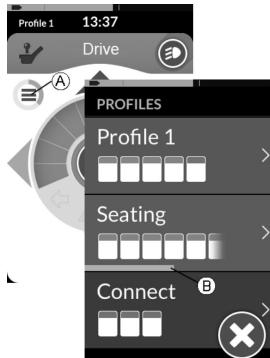 Profile 1 13:37
Drive
A
PROFILES
Profile 1
Seating
B
Connect